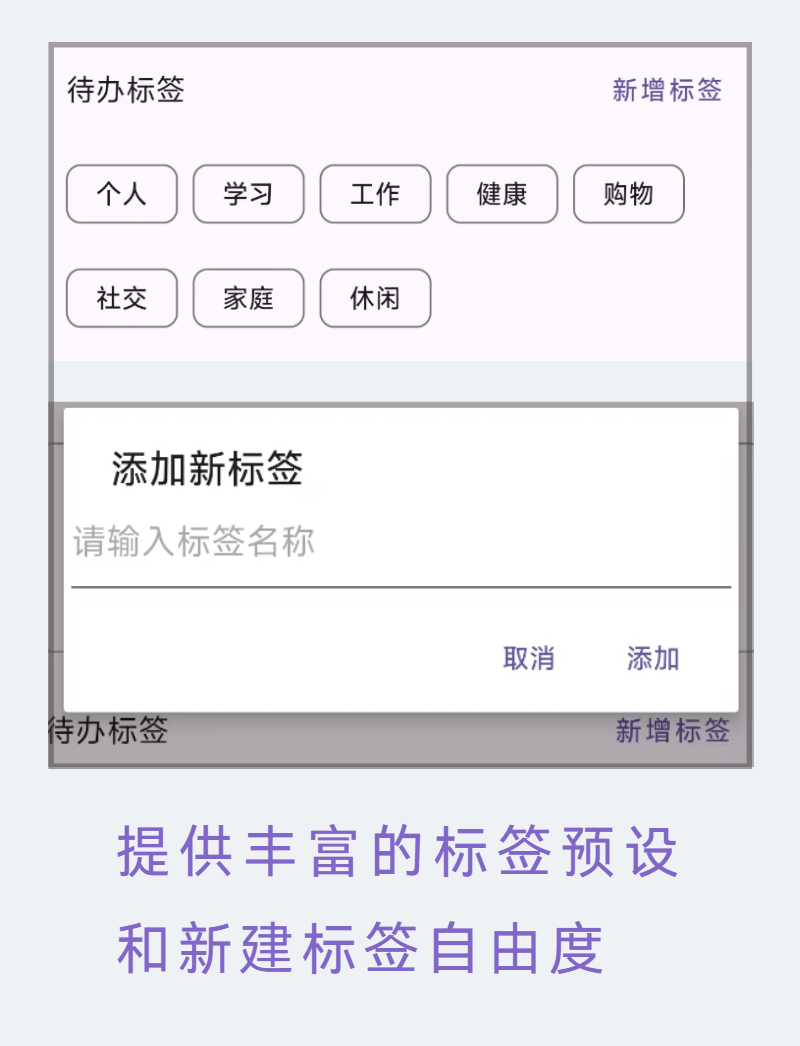 待办标签 新增标签
个人 学习 工作 健康 购物
社交 家庭 休闲
添加新标签
请输入标签名称
取消 添加
待办标签 新增标签
提供丰富的标签预设
和新建标签自由度